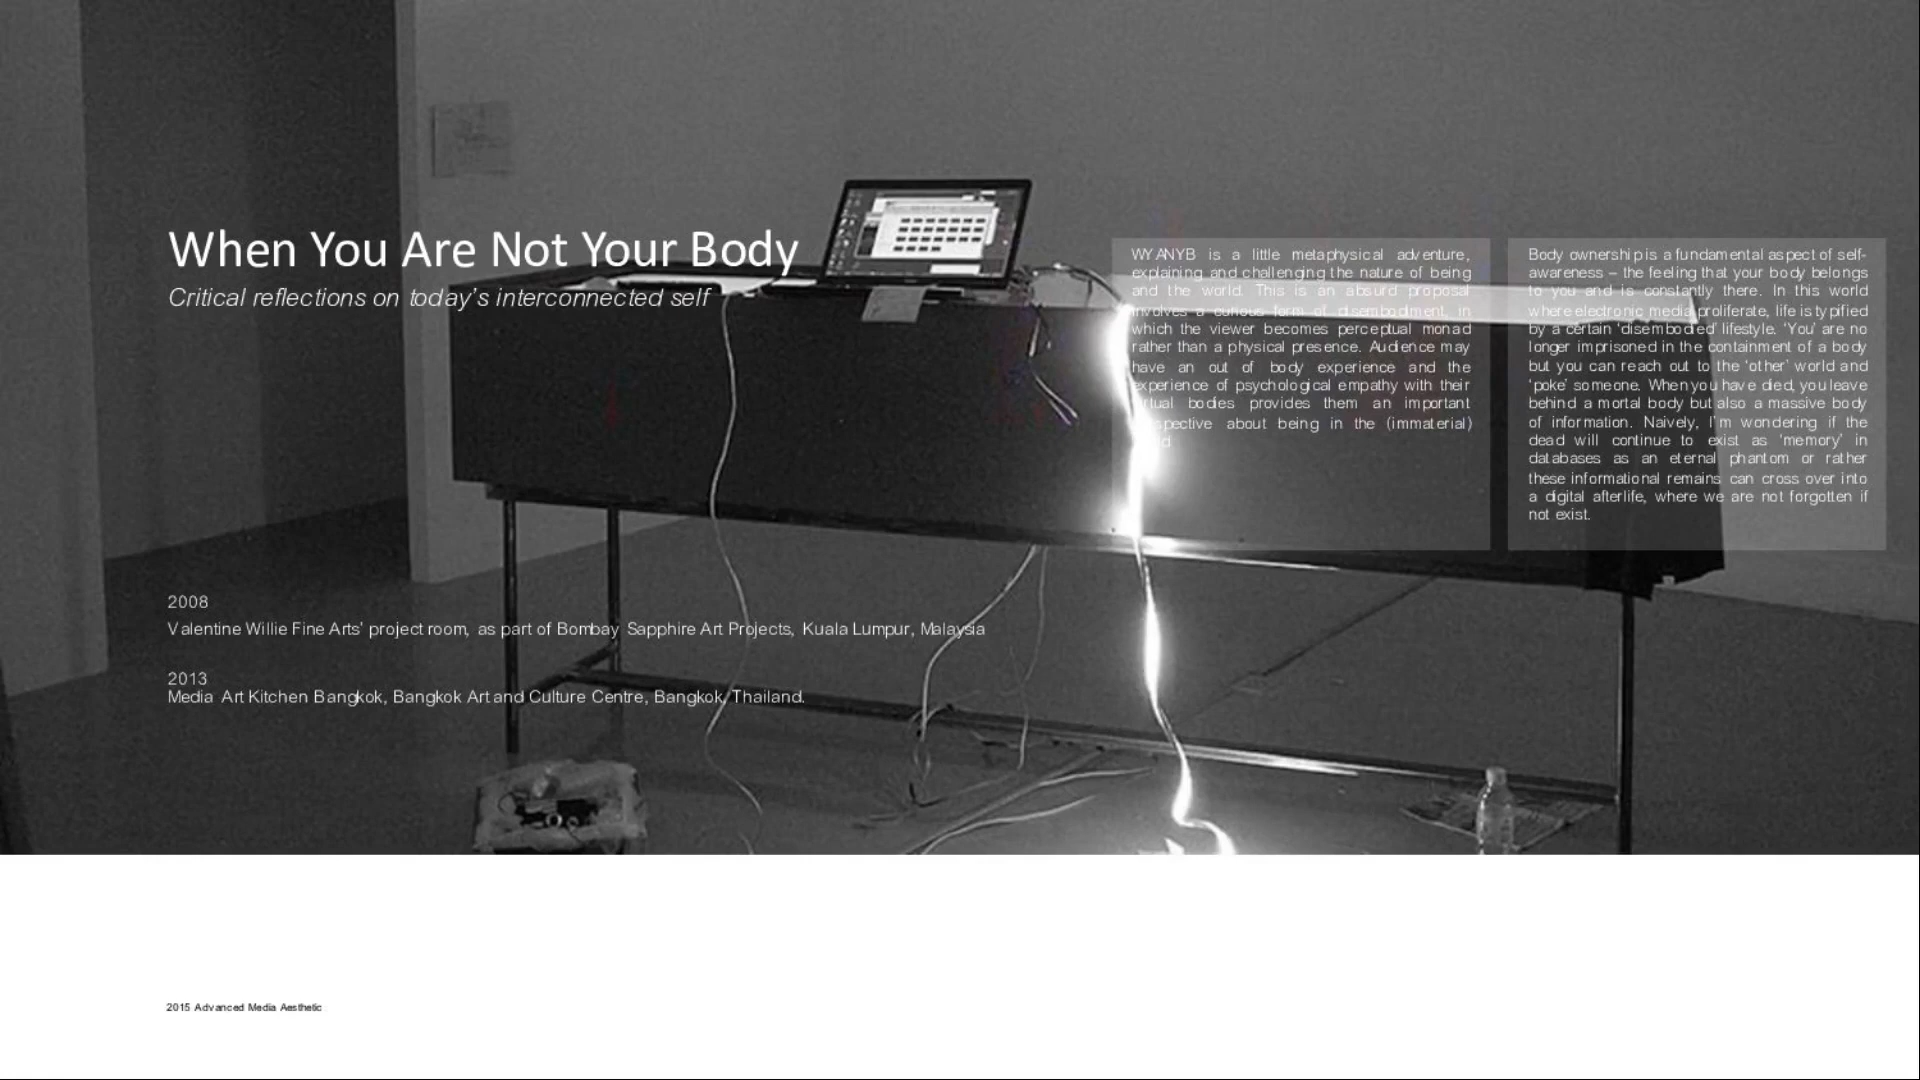 When You Are Not Your Body
Critical reflections on today's interconnected self
WYANYB is a little metaphysical adventure,
explaining and challenging the nature of being
and the world. This is an absurd proposal
involves a curious form of disembodiment, in
which the viewer becomes perceptual monad
rather than a physical presence. Audience may
have an out of body experience and the
experience of psychological empathy with their
virtual bodies provides them an important
perspective about being in the (immaterial)
Body ownership is a fundamental aspect of self-
awareness – the feeling that your body belongs
to you and is constantly there. In this world
where electronic media proliferate, life is typified
by a certain 'disembodied' lifestyle. 'You' are no
longer imprisoned in the containment of a body
but you can reach out to the 'other' world and
'poke' someone. When you have died, you leave
behind a mortal body but also a massive body
of information. Naively, I'm wondering if the
dead will continue to exist as 'memory' in
databases as an eternal phantom or rather
these informational remains can cross over into
a digital afterlife, where we are not forgotten if
not exist.
2008
Valentine Willie Fine Arts' project room, as part of Bombay Sapphire Art Projects, Kuala Lumpur, Malaysia
2013
Media Art Kitchen Bangkok, Bangkok Art and Culture Centre, Bangkok, Thailand.
2015 Advanced Media Aesthetic